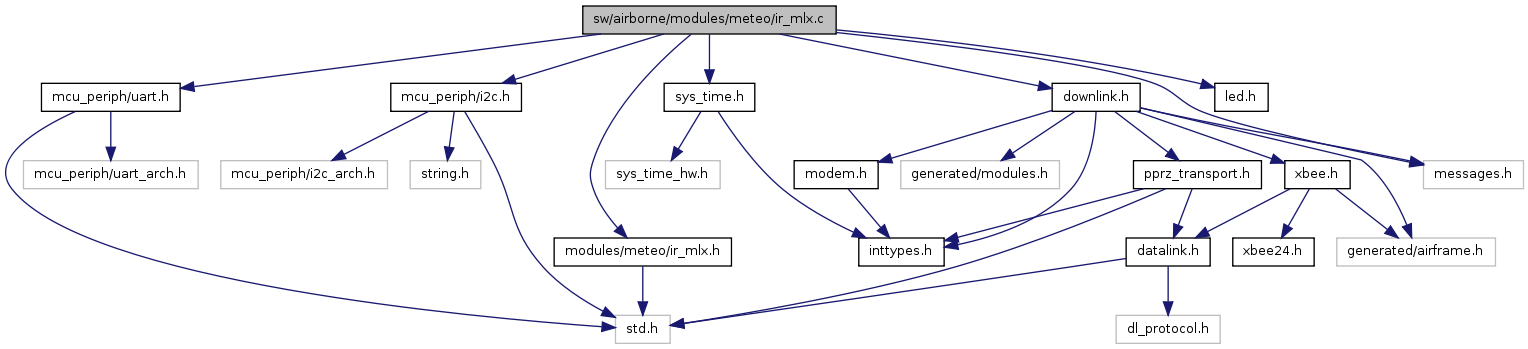 sw/airborne/modules/meteo/ir_mlx.c
mcu_periph/uart.h
mcu_periph/i2c.h
sys_time.h
downlink.h
led.h
mcu_periph/uart_arch.h
mcu_periph/i2c_arch.h
string.h
sys_time_hw.h
modem.h
generated/modules.h
pprz_transport.h
xbee.h
messages.h
modules/meteo/ir_mlx.h
inttypes.h
datalink.h
xbee24.h
generated/airframe.h
std.h
dl_protocol.h